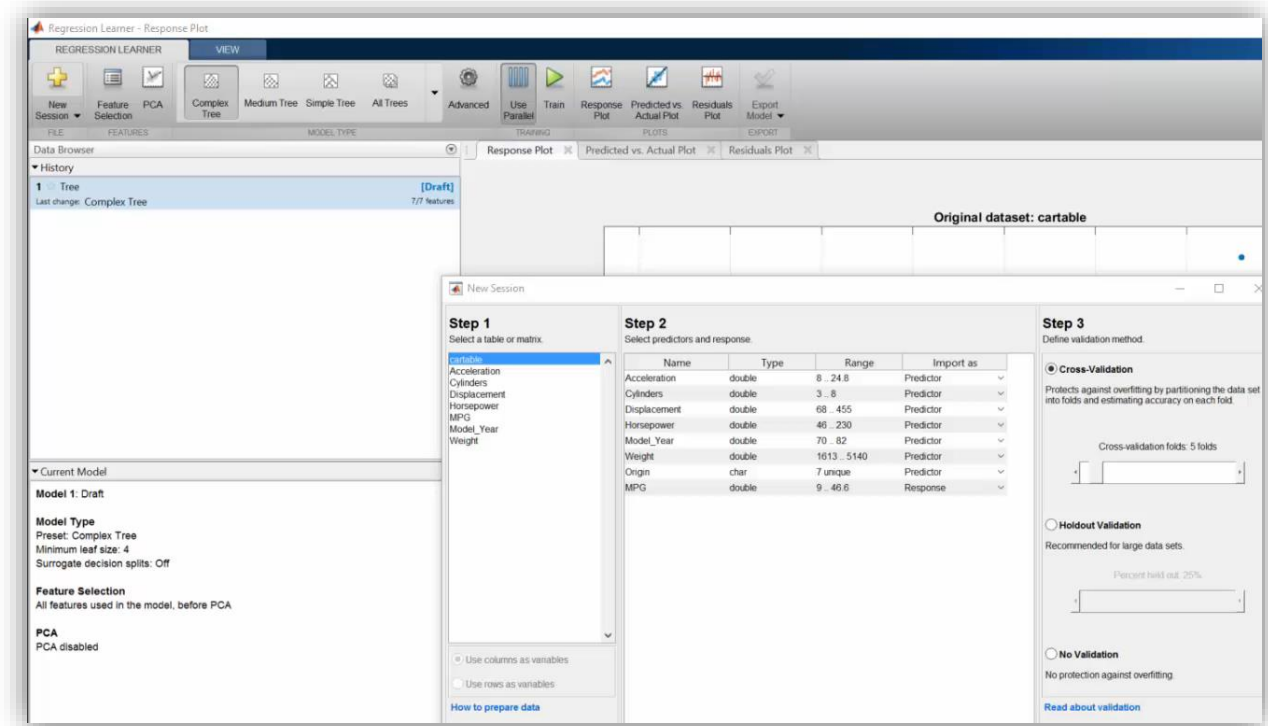 Regression Learner - Response Plot
REGRESSION LEARNER VIEW
New Session Feature Selection PCA Complex Tree Medium Tree Simple Tree All Trees Advanced Use Parallel Train Response Plot Predicted vs. Actual Plot Residuals Plot Export Model
FILE FEATURES MODEL TYPE TRAINING PLOTS EXPORT
Data Browser
Response Plot Predicted vs. Actual Plot Residuals Plot
History
1 Tree [Draft]
Last change: Complex Tree 7/7 features
Original dataset: cartable
Current Model
Model 1: Draft
Model Type
Preset: Complex Tree
Minimum leaf size: 4
Surrogate decision splits: Off
Feature Selection
All features used in the model, before PCA
PCA
PCA disabled
New Session
Step 1
Select a table or matrix.
cartable
Acceleration
Cylinders
Displacement
Horsepower
MPG
Model_Year
Weight
Use columns as variables
Use rows as variables
How to prepare data
Step 2
Select predictors and response.
Name Type Range Import as
Acceleration double 8 .. 24.8 Predictor
Cylinders double 3 .. 8 Predictor
Displacement double 68 .. 455 Predictor
Horsepower double 46 .. 230 Predictor
Model_Year double 70 .. 82 Predictor
Weight double 1613 .. 5140 Predictor
Origin char 7 unique Predictor
MPG double 9 .. 46.6 Response
Step 3
Define validation method.
Cross-Validation
Protects against overfitting by partitioning the data set
into folds and estimating accuracy on each fold.
Cross-validation folds: 5 folds
Holdout Validation
Recommended for large data sets.
Percent held out: 25%
No Validation
No protection against overfitting.
Read about validation